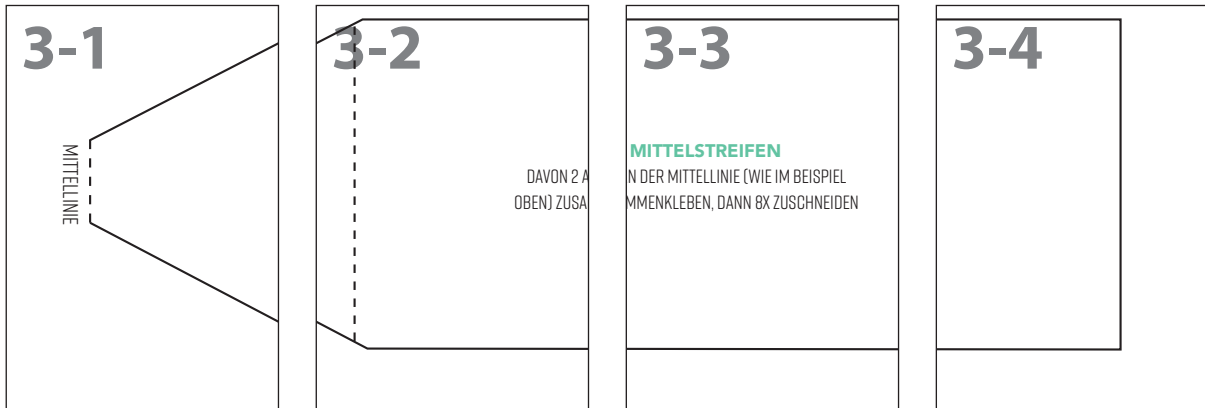 3-1
3-2
3-3
3-4
MITTELLINIE
MITTELSTREIFEN
DAVON 2 A N DER MITTELLINIE (WIE IM BEISPIEL
OBEN) ZUSA MMENKLEBEN, DANN 8X ZUSCHNEIDEN